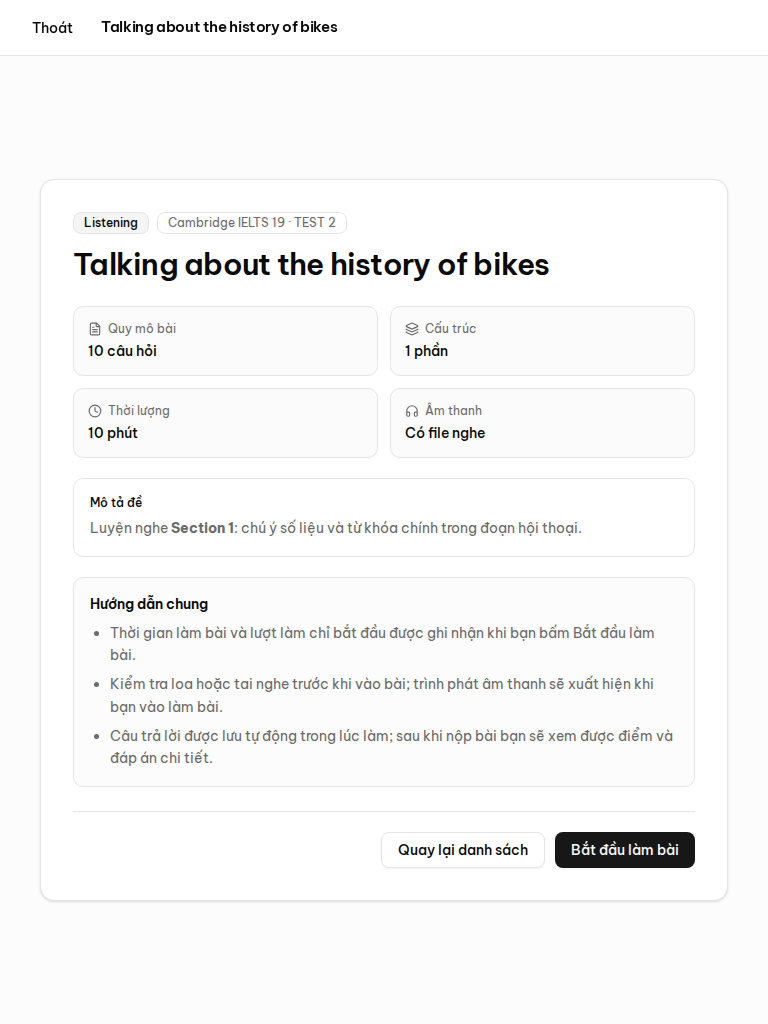 Thoát
Talking about the history of bikes
Listening
Cambridge IELTS 19 · TEST 2
Talking about the history of bikes
Quy mô bài
10 câu hỏi
Cấu trúc
1 phần
Thời lượng
10 phút
Âm thanh
Có file nghe
Mô tả đề
Luyện nghe Section 1: chú ý số liệu và từ khóa chính trong đoạn hội thoại.
Hướng dẫn chung
Thời gian làm bài và lượt làm chỉ bắt đầu được ghi nhận khi bạn bấm Bắt đầu làm
bài.
Kiểm tra loa hoặc tai nghe trước khi vào bài; trình phát âm thanh sẽ xuất hiện khi
bạn vào làm bài.
Câu trả lời được lưu tự động trong lúc làm; sau khi nộp bài bạn sẽ xem được điểm và
đáp án chi tiết.
Quay lại danh sách
Bắt đầu làm bài